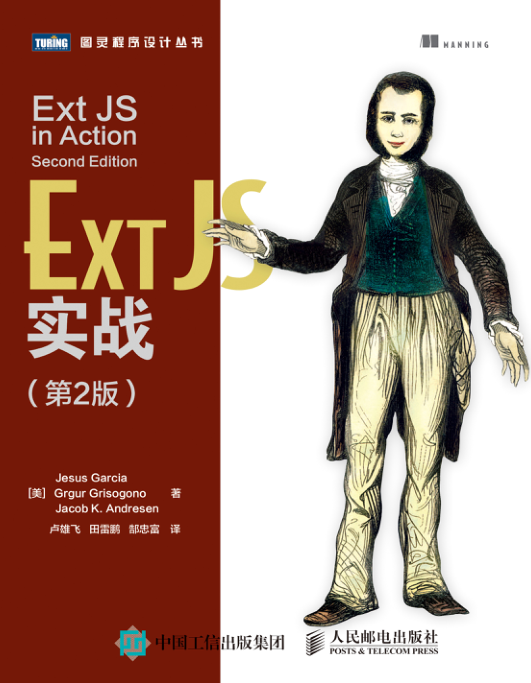 TURING 图灵程序设计丛书
MANNING
Ext JS
in Action
Second Edition
EXT JS
实战
（第2版）
Jesus Garcia
[美] Grgur Grisogono 著
Jacob K. Andresen
卢雄飞 田雷鹏 郜忠富 译
中国工信出版集团
人民邮电出版社
POSTS & TELECOM PRESS